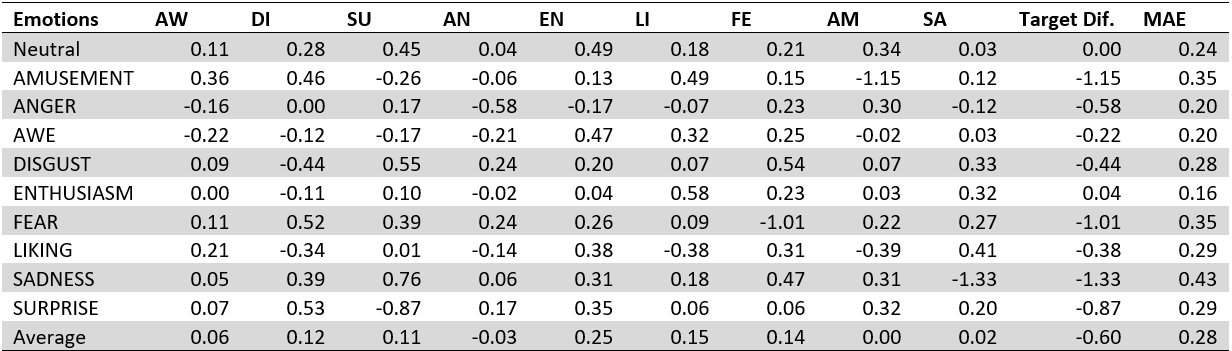 Emotions AW DI SU AN EN LI FE AM SA Target Dif. MAE
Neutral 0.11 0.28 0.45 0.04 0.49 0.18 0.21 0.34 0.03 0.00 0.24
AMUSEMENT 0.36 0.46 -0.26 -0.06 0.13 0.49 0.15 -1.15 0.12 -1.15 0.35
ANGER -0.16 0.00 0.17 -0.58 -0.17 -0.07 0.23 0.30 -0.12 -0.58 0.20
AWE -0.22 -0.12 -0.17 -0.21 0.47 0.32 0.25 -0.02 0.03 -0.22 0.20
DISGUST 0.09 -0.44 0.55 0.24 0.20 0.07 0.54 0.07 0.33 -0.44 0.28
ENTHUSIASM 0.00 -0.11 0.10 -0.02 0.04 0.58 0.23 0.03 0.32 0.04 0.16
FEAR 0.11 0.52 0.39 0.24 0.26 0.09 -1.01 0.22 0.27 -1.01 0.35
LIKING 0.21 -0.34 0.01 -0.14 0.38 -0.38 0.31 -0.39 0.41 -0.38 0.29
SADNESS 0.05 0.39 0.76 0.06 0.31 0.18 0.47 0.31 -1.33 -1.33 0.43
SURPRISE 0.07 0.53 -0.87 0.17 0.35 0.06 0.06 0.32 0.20 -0.87 0.29
Average 0.06 0.12 0.11 -0.03 0.25 0.15 0.14 0.00 0.02 -0.60 0.28